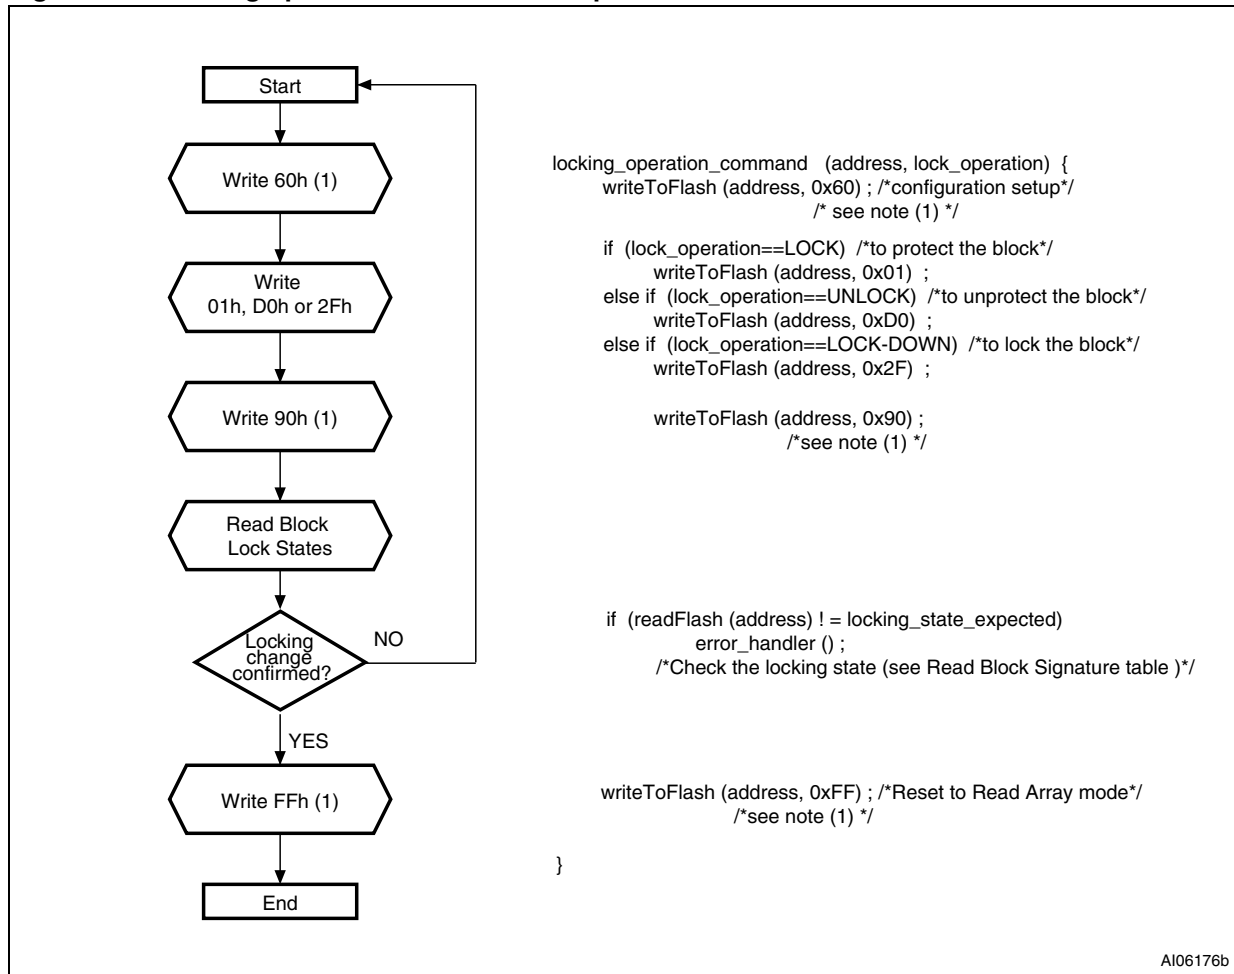 Start
Write 60h (1)
Write
01h, D0h or 2Fh
Write 90h (1)
Read Block
Lock States
Locking
change
confirmed?
NO
YES
Write FFh (1)
End
locking_operation_command (address, lock_operation) {
writeToFlash (address, 0x60) ; /*configuration setup*/
/* see note (1) */
if (lock_operation==LOCK) /*to protect the block*/
writeToFlash (address, 0x01) ;
else if (lock_operation==UNLOCK) /*to unprotect the block*/
writeToFlash (address, 0xD0) ;
else if (lock_operation==LOCK-DOWN) /*to lock the block*/
writeToFlash (address, 0x2F) ;
writeToFlash (address, 0x90) ;
/*see note (1) */
if (readFlash (address) ! = locking_state_expected)
error_handler () ;
/*Check the locking state (see Read Block Signature table )*/
writeToFlash (address, 0xFF) ; /*Reset to Read Array mode*/
/*see note (1) */
}
AI06176b